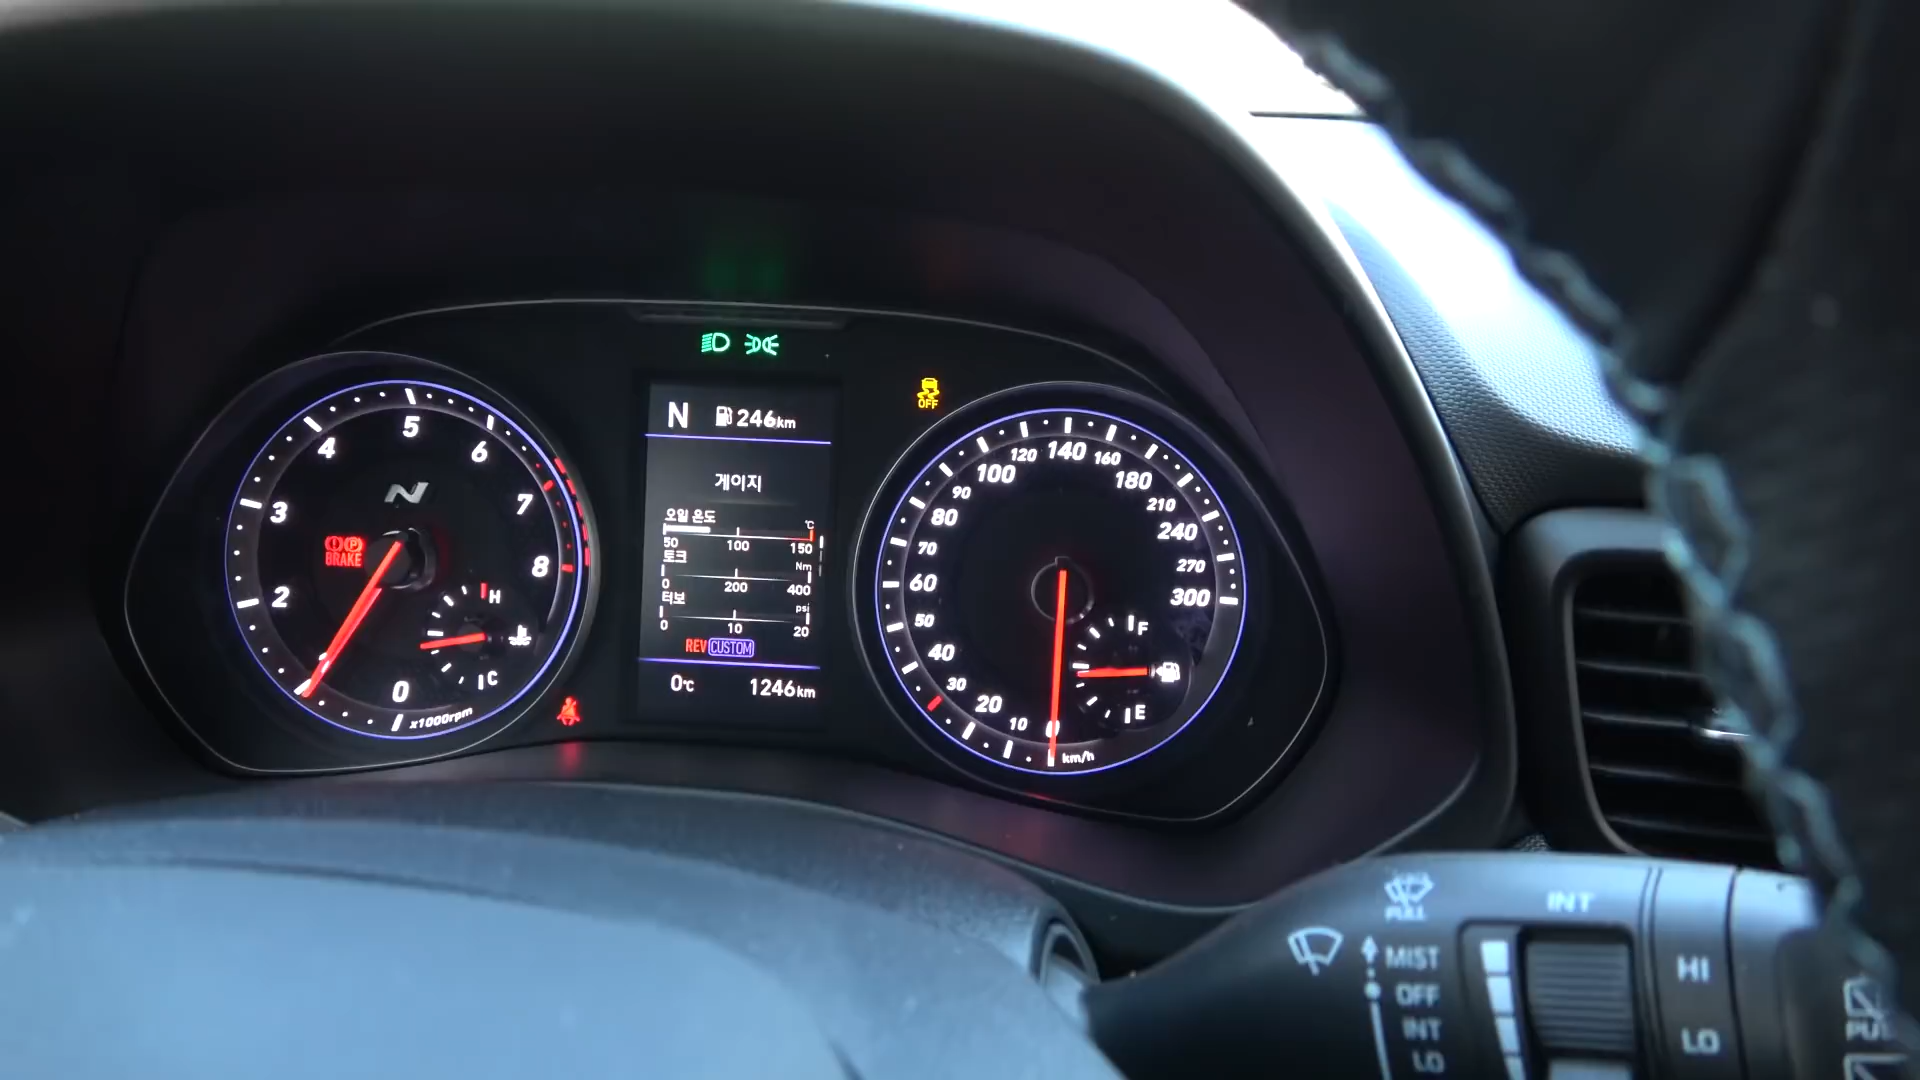 N 246km
게이지
오일 온도
℃
50 100 150
토크
Nm
0 200 400
터보
psi
0 10 20
REV CUSTOM
0℃ 1246km
OFF
N
BRAKE
P
0 2 3 4 5 6 7 8
x1000rpm
H
C
0 10 20 30 40 50 60 70 80 90 100 120 140 160 180 210 240 270 300
km/h
F
E
PULL
INT
MIST
OFF
INT
LO
HI
LO